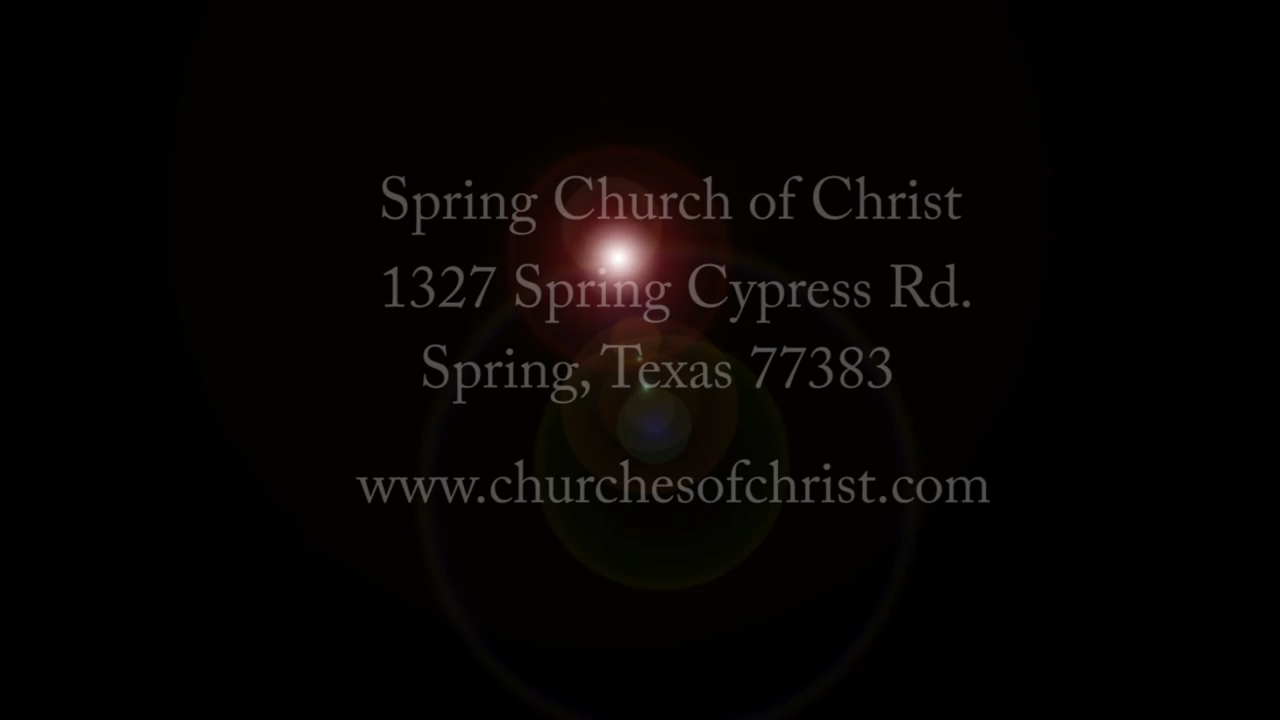 Spring Church of Christ
1327 Spring Cypress Rd.
Spring, Texas 77383
www.churchesofchrist.com